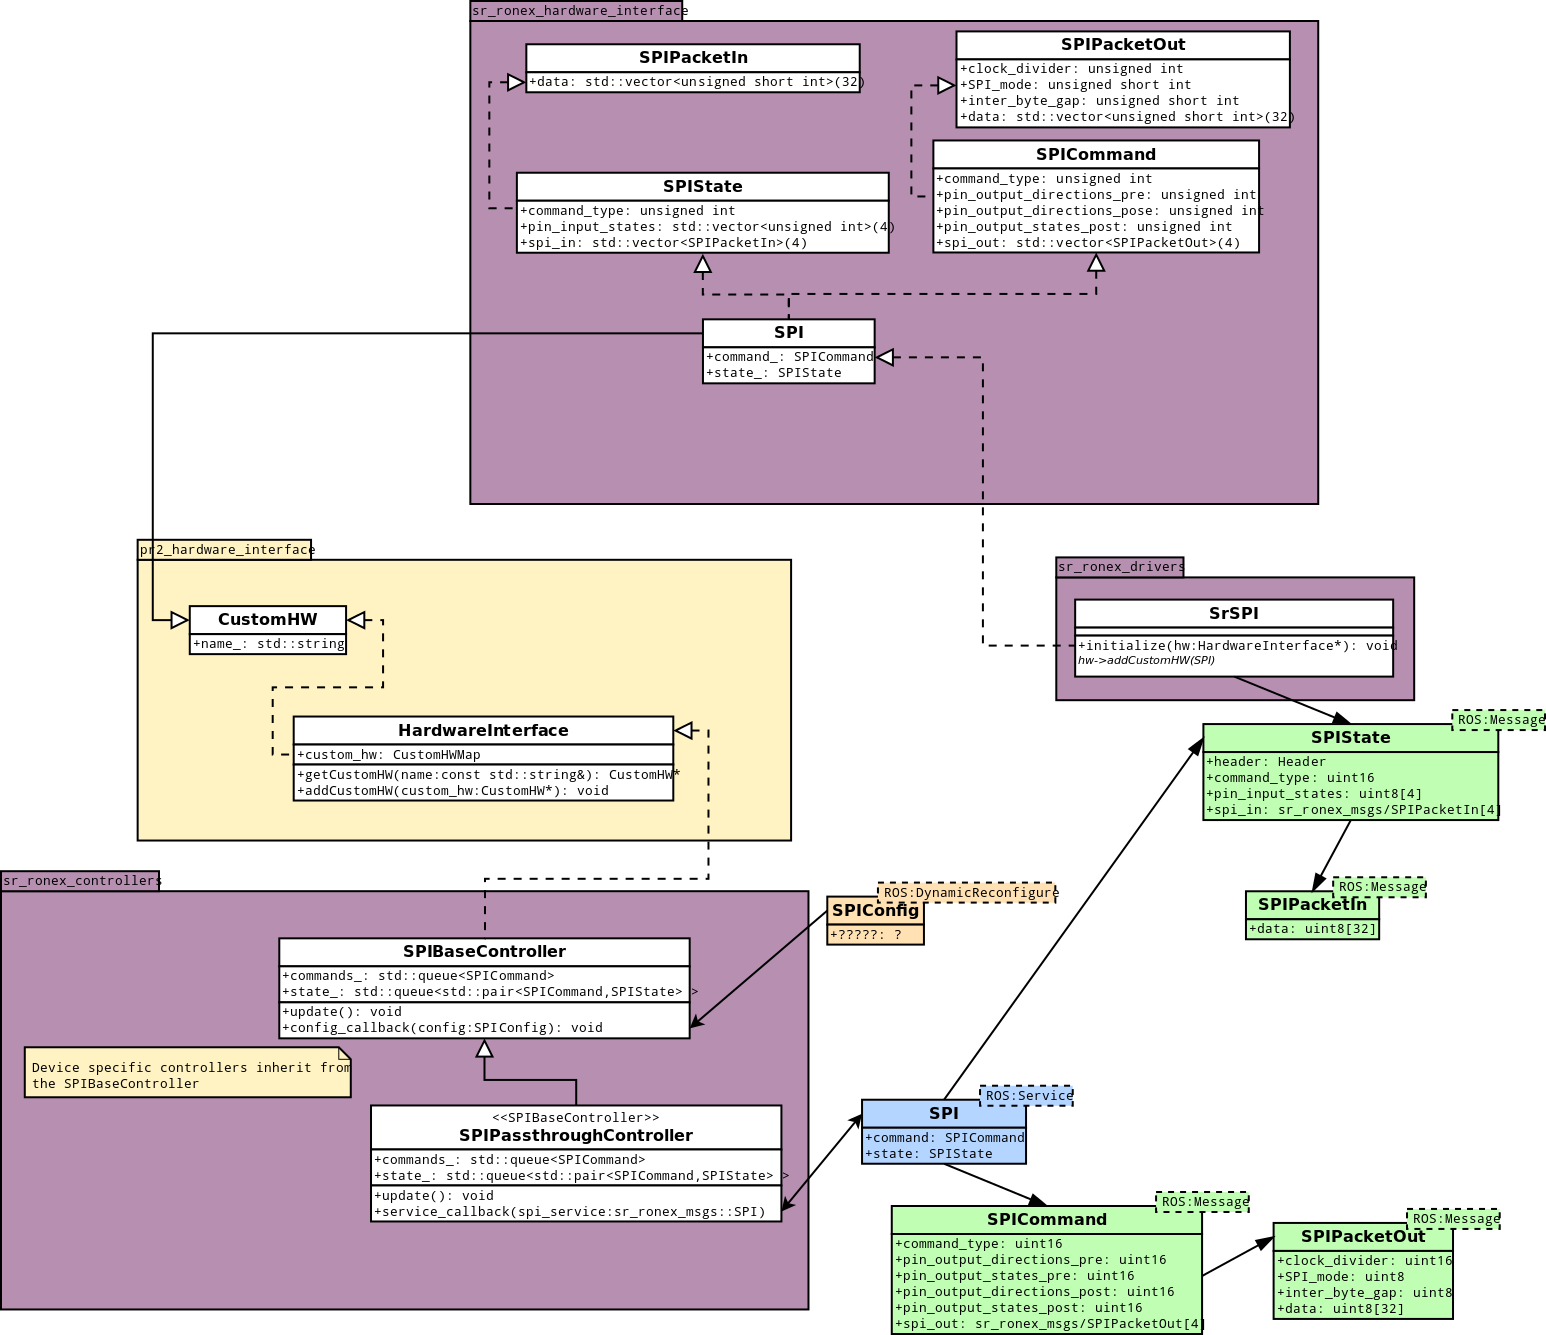 sr_ronex_hardware_interface
SPIPacketIn
+data: std::vector<unsigned short int>(32)
SPIPacketOut
+clock_divider: unsigned int
+SPI_mode: unsigned short int
+inter_byte_gap: unsigned short int
+data: std::vector<unsigned short int>(32)
SPIState
+command_type: unsigned int
+pin_input_states: std::vector<unsigned int>(4)
+spi_in: std::vector<SPIPacketIn>(4)
SPICommand
+command_type: unsigned int
+pin_output_directions_pre: unsigned int
+pin_output_directions_pose: unsigned int
+pin_output_states_post: unsigned int
+spi_out: std::vector<SPIPacketOut>(4)
SPI
+command_: SPICommand
+state_: SPIState
pr2_hardware_interface
CustomHW
+name_: std::string
HardwareInterface
+custom_hw: CustomHWMap
+getCustomHW(name:const std::string&): CustomHW*
+addCustomHW(custom_hw:CustomHW*): void
sr_ronex_drivers
SrSPI
+initialize(hw:HardwareInterface*): void
hw->addCustomHW(SPI)
ROS:Message
SPIState
+header: Header
+command_type: uint16
+pin_input_states: uint8[4]
+spi_in: sr_ronex_msgs/SPIPacketIn[4]
ROS:Message
SPIPacketIn
+data: uint8[32]
sr_ronex_controllers
SPIBaseController
+commands_: std::queue<SPICommand>
+state_: std::queue<std::pair<SPICommand,SPIState> >
+update(): void
+config_callback(config:SPIConfig): void
ROS:DynamicReconfigure
SPIConfig
+?????: ?
Device specific controllers inherit from
the SPIBaseController
<<SPIBaseController>>
SPIPassthroughController
+commands_: std::queue<SPICommand>
+state_: std::queue<std::pair<SPICommand,SPIState> >
+update(): void
+service_callback(spi_service:sr_ronex_msgs::SPI)
ROS:Service
SPI
+command: SPICommand
+state: SPIState
ROS:Message
SPICommand
+command_type: uint16
+pin_output_directions_pre: uint16
+pin_output_states_pre: uint16
+pin_output_directions_post: uint16
+pin_output_states_post: uint16
+spi_out: sr_ronex_msgs/SPIPacketOut[4]
ROS:Message
SPIPacketOut
+clock_divider: uint16
+SPI_mode: uint8
+inter_byte_gap: uint8
+data: uint8[32]